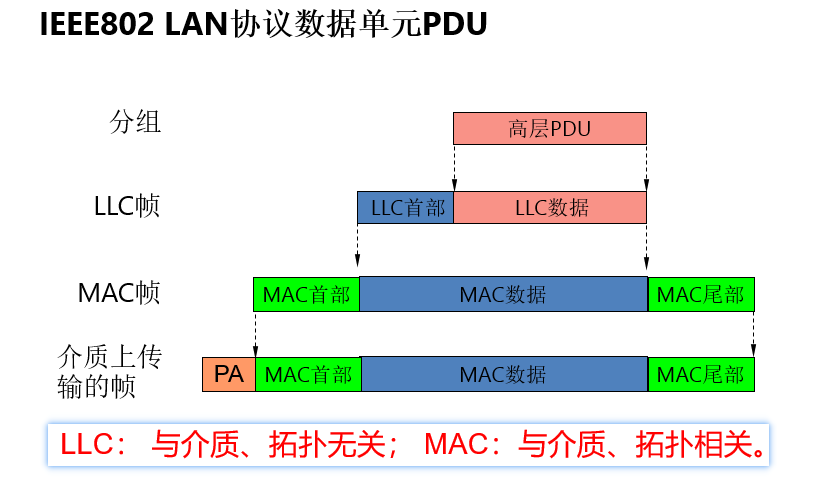 IEEE802 LAN协议数据单元PDU
分组
高层PDU
LLC帧
LLC首部
LLC数据
MAC帧
MAC首部
MAC数据
MAC尾部
介质上传
输的帧
PA
MAC首部
MAC数据
MAC尾部
LLC： 与介质、拓扑无关； MAC：与介质、拓扑相关。